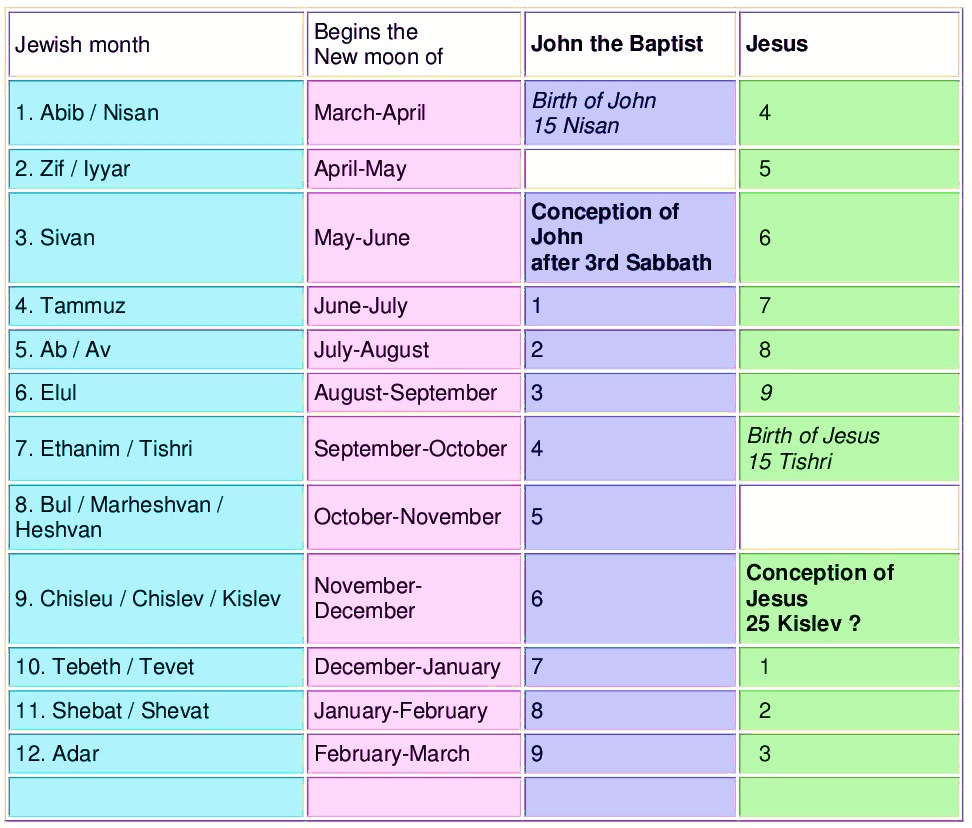 Jewish month
Begins the
New moon of
John the Baptist
Jesus
1. Abib / Nisan
March-April
Birth of John
15 Nisan
4
2. Zif / Iyyar
April-May
5
3. Sivan
May-June
Conception of
John
after 3rd Sabbath
6
4. Tammuz
June-July
1
7
5. Ab / Av
July-August
2
8
6. Elul
August-September
3
9
7. Ethanim / Tishri
September-October
4
Birth of Jesus
15 Tishri
8. Bul / Marheshvan /
Heshvan
October-November
5
9. Chisleu / Chislev / Kislev
November-
December
6
Conception of
Jesus
25 Kislev ?
10. Tebeth / Tevet
December-January
7
1
11. Shebat / Shevat
January-February
8
2
12. Adar
February-March
9
3